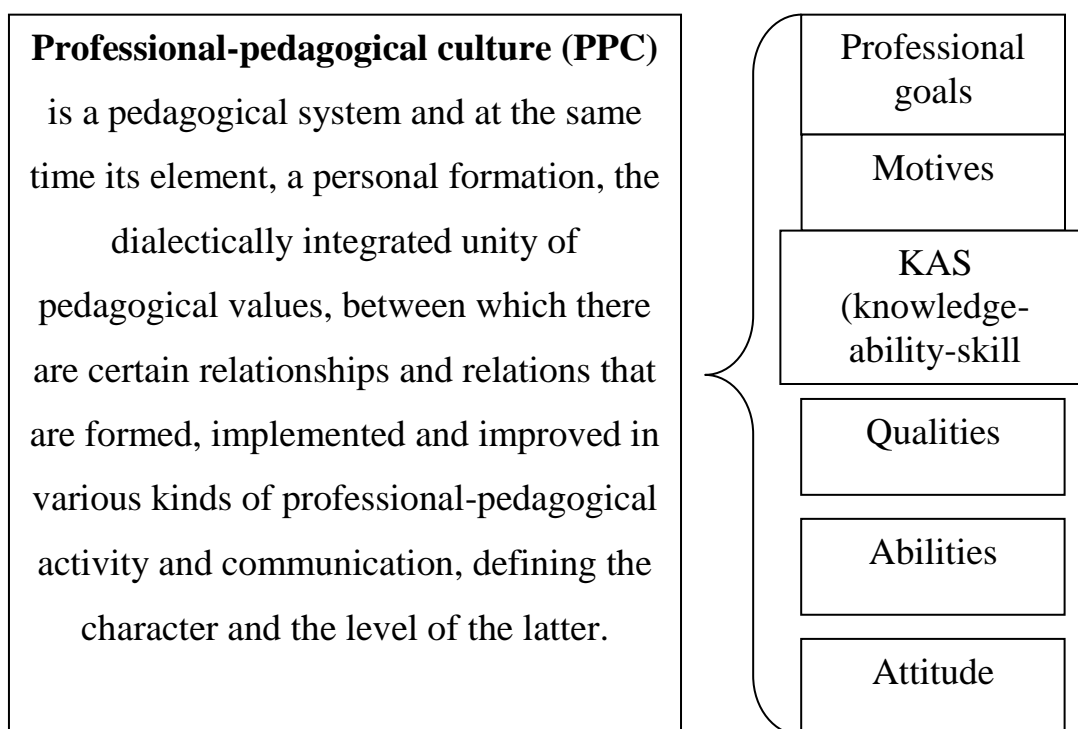 Professional-pedagogical culture (PPC)
is a pedagogical system and at the same
time its element, a personal formation, the
dialectically integrated unity of
pedagogical values, between which there
are certain relationships and relations that
are formed, implemented and improved in
various kinds of professional-pedagogical
activity and communication, defining the
character and the level of the latter.
Professional
goals
Motives
KAS
(knowledge-
ability-skill
Qualities
Abilities
Attitude